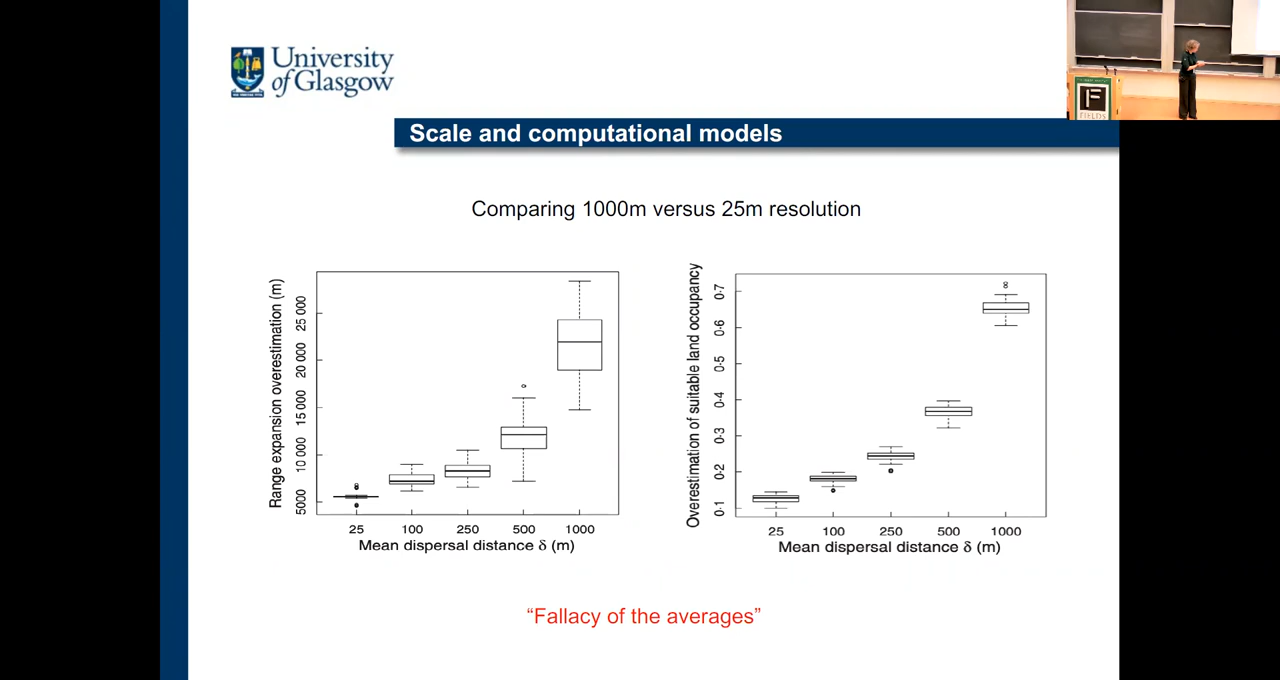 University
of Glasgow
F
FIELDS
Scale and computational models
Comparing 1000m versus 25m resolution
Range expansion overestimation (m)
25 000
20 000
15 000
10 000
5000
25 100 250 500 1000
Mean dispersal distance δ (m)
Overestimation of suitable land occupancy
0·7
0·6
0·5
0·4
0·3
0·2
0·1
25 100 250 500 1000
Mean dispersal distance δ (m)
“Fallacy of the averages”